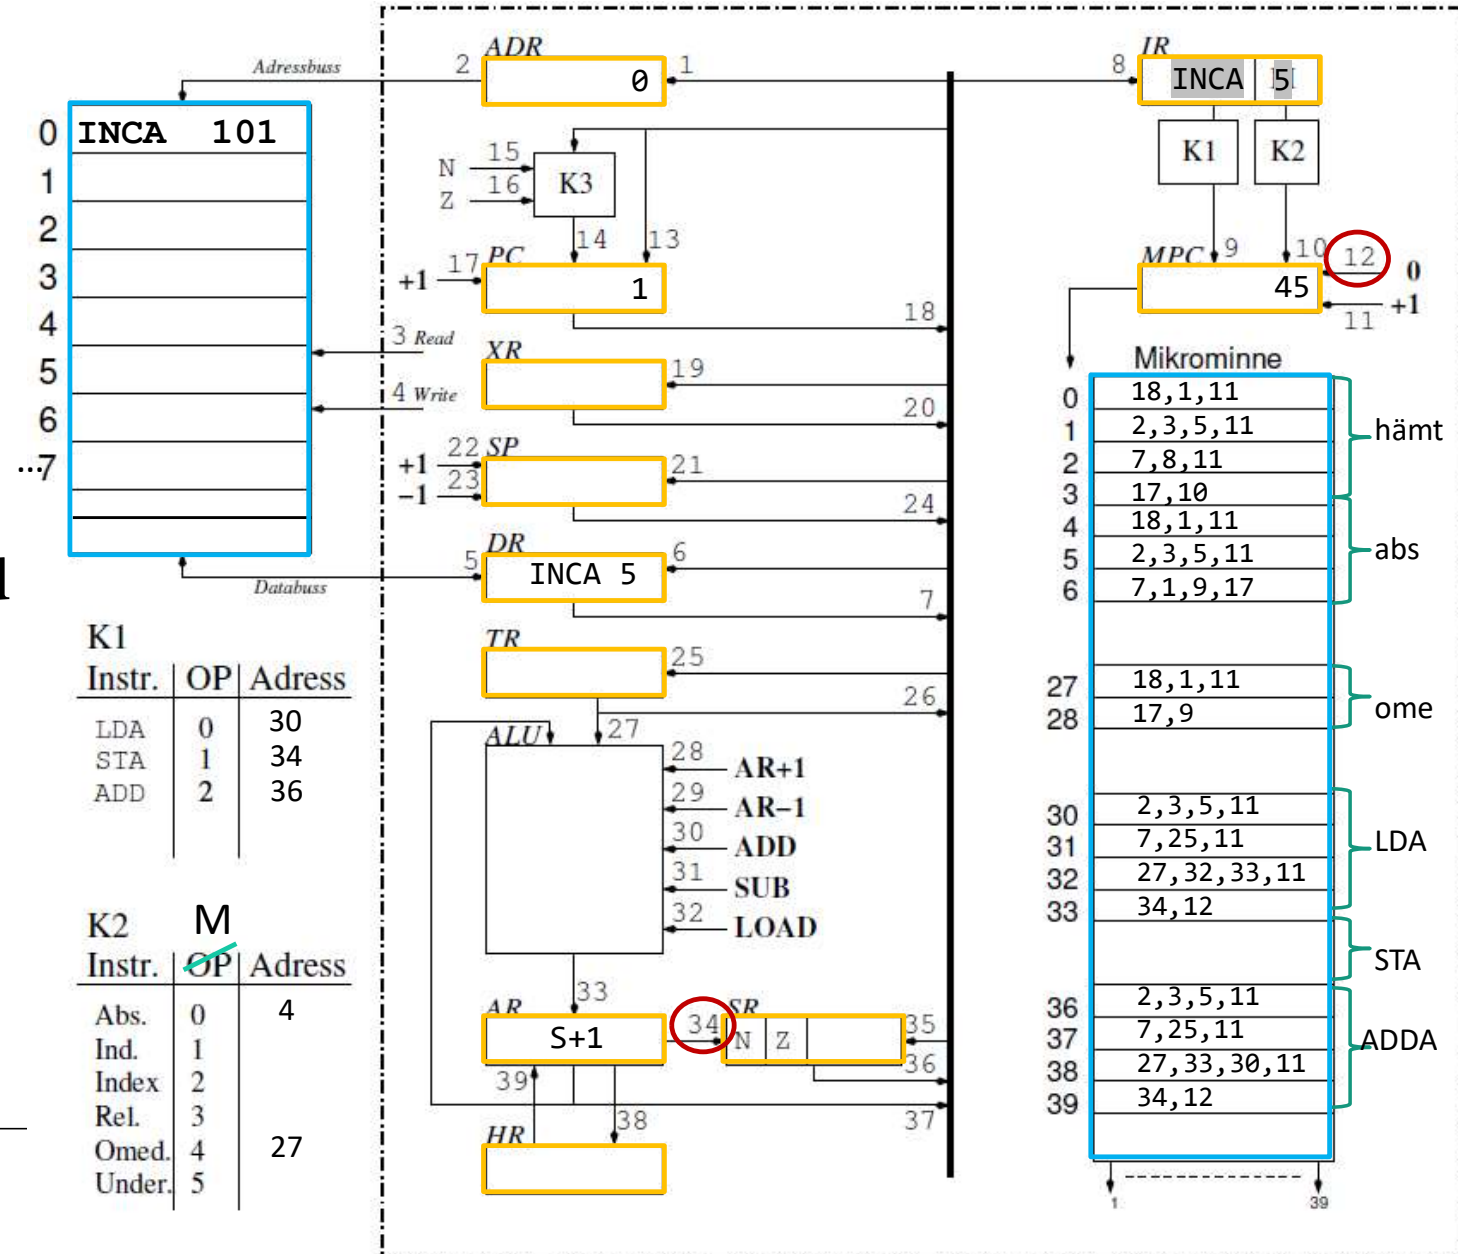 ADR
IR
Adressbuss
2
0
1
8
INCA 5
0 INCA 101
1
2
3
4
5
6
...7
N 15
Z 16
K3
K1
K2
14
13
9
10
12
0
+1 17 PC
1
18
MPC
45
+1
11
3 Read
XR
19
4 Write
20
+1 22 SP
-1 23
21
24
DR
5
INCA 5
6
Databuss
7
TR
25
26
27
ALU
28 AR+1
29 AR-1
30 ADD
31 SUB
32 LOAD
33
AR
S+1
34
SR
N Z
35
36
39
38
37
HR
Mikrominne
0 18,1,11
1 2,3,5,11
2 7,8,11
3 17,10
hämt
4 18,1,11
5 2,3,5,11
6 7,1,9,17
abs
27 18,1,11
28 17,9
ome
30 2,3,5,11
31 7,25,11
32 27,32,33,11
33 34,12
LDA
STA
36 2,3,5,11
37 7,25,11
38 27,33,30,11
39 34,12
ADDA
1
39
K1
Instr. OP Adress
LDA 0 30
STA 1 34
ADD 2 36
K2 M
Instr. OP Adress
Abs. 0 4
Ind. 1
Index 2
Rel. 3
Omed. 4 27
Under. 5